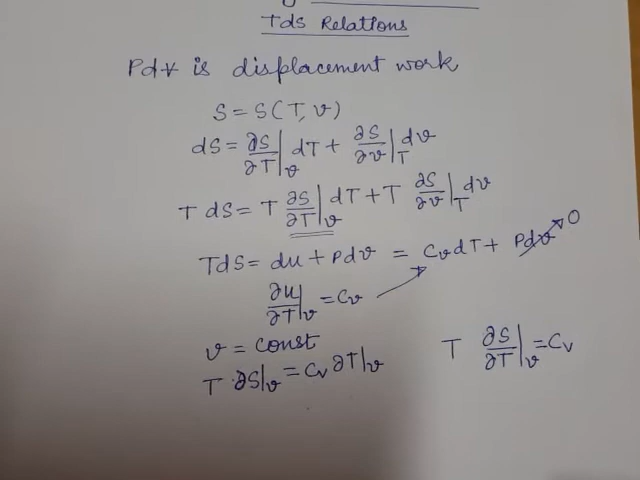 Tds Relations
Pdv is displacement work
S = S(T, v)
dS = ∂S/∂T|v dT + ∂S/∂v|T dv
T dS = T ∂S/∂T|v dT + T ∂S/∂v|T dv
TdS = du + Pdv = Cv dT + Pdv → 0
∂u/∂T|v = Cv
v = const
T ∂S/∂T|v = Cv
T · ∂S|v = Cv ∂T|v